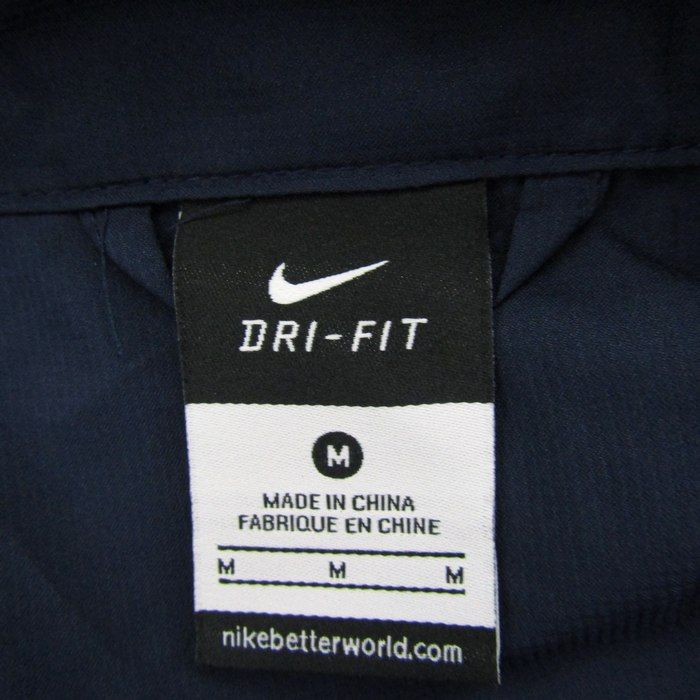 DRI-FIT
M
MADE IN CHINA
FABRIQUE EN CHINE
M M M
nikebetterworld.com